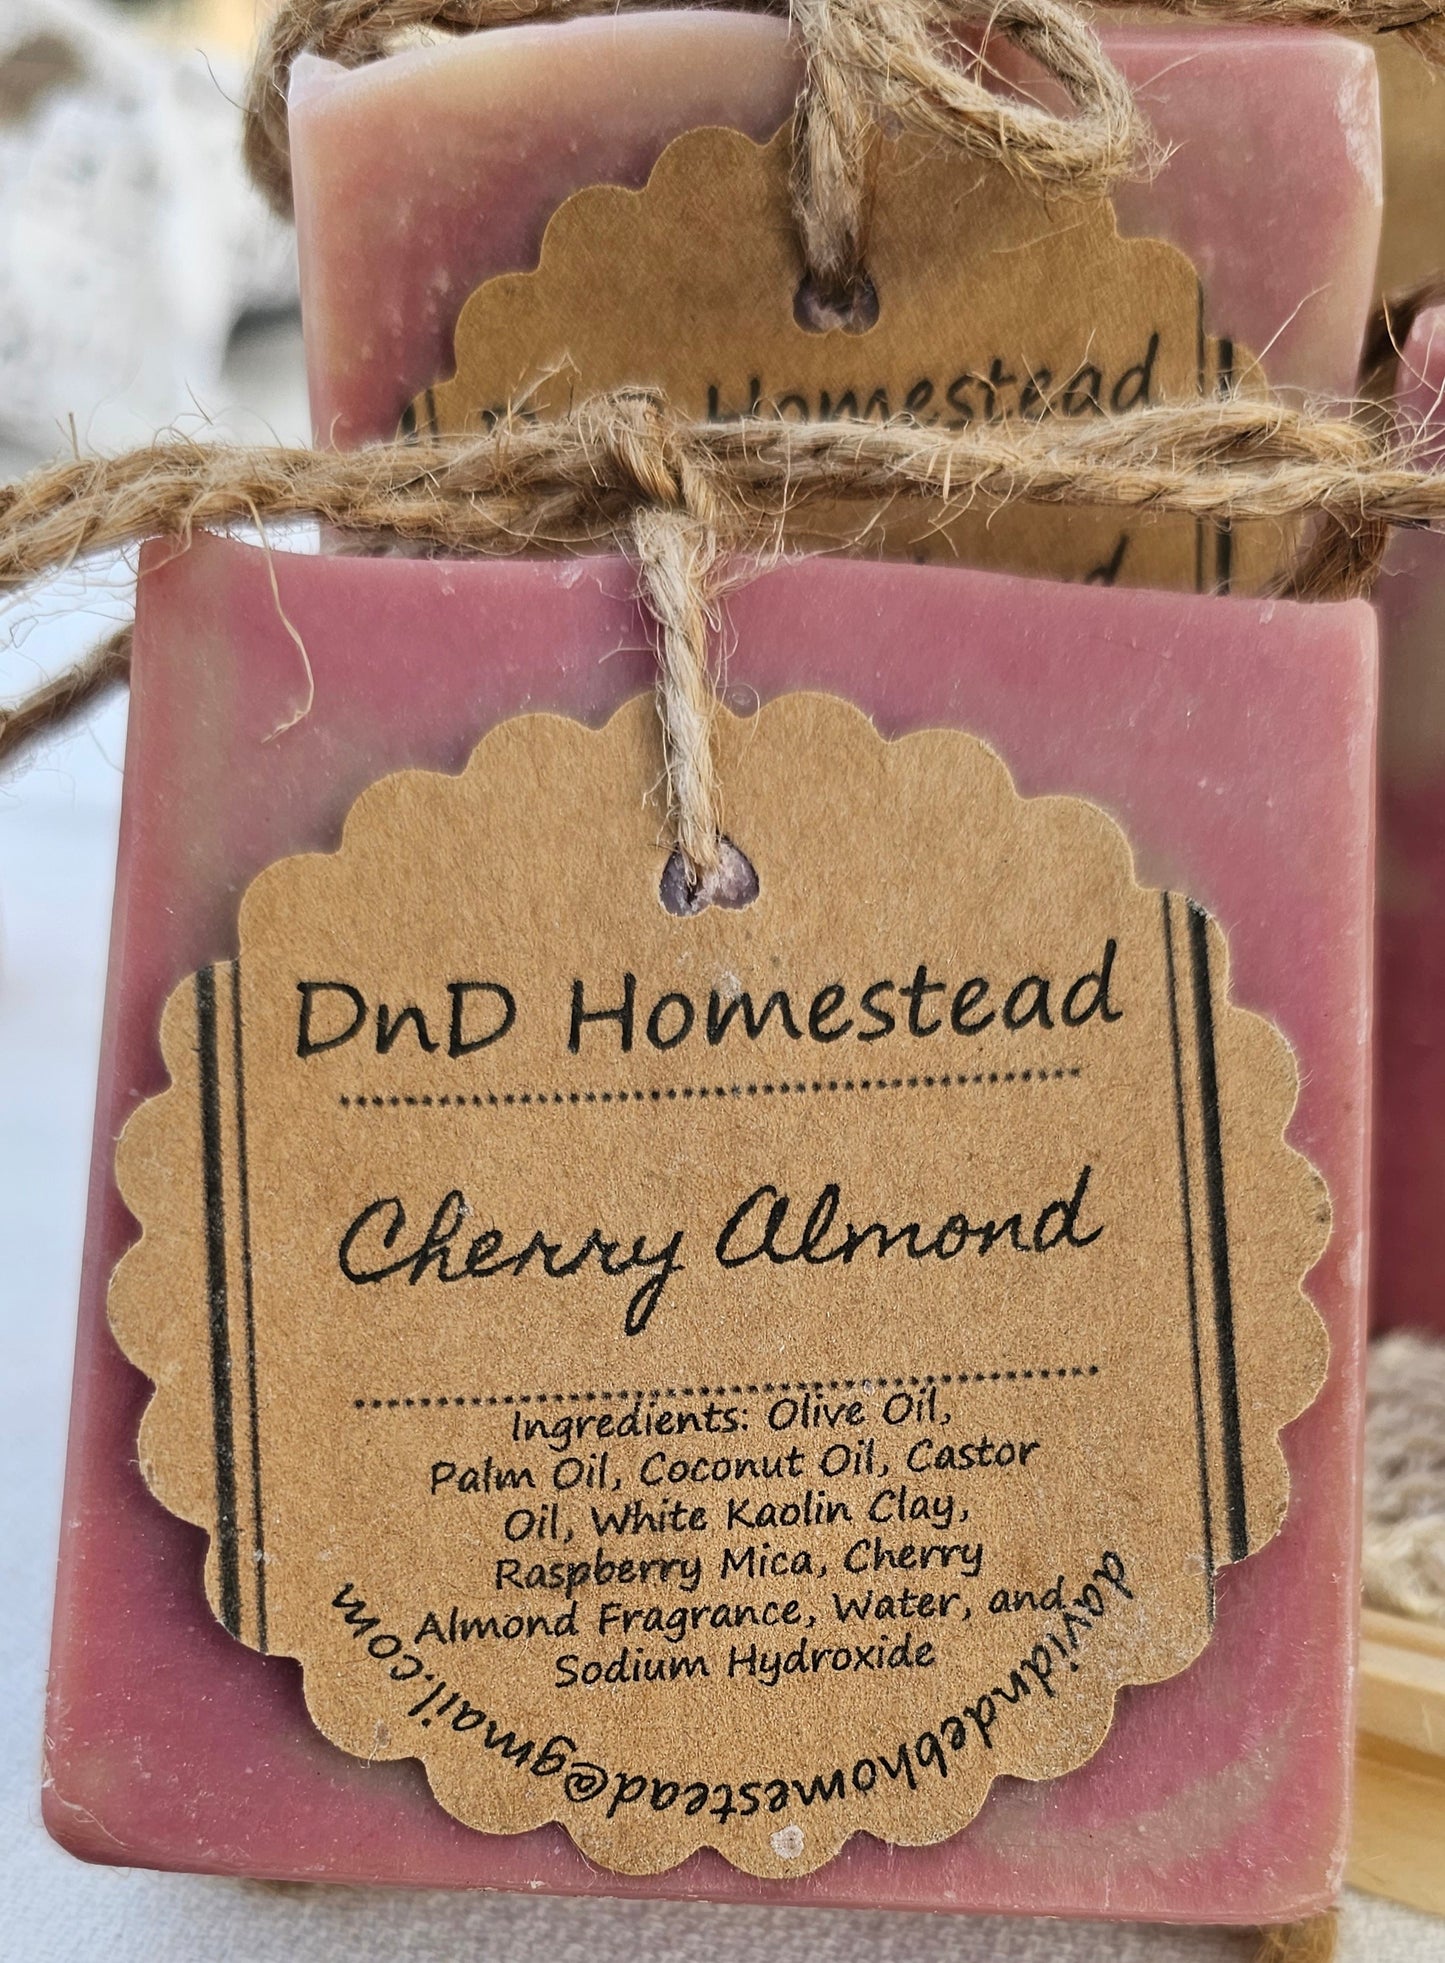 Homestead
DnD Homestead
Cherry Almond
Ingredients: Olive Oil,
Palm Oil, Coconut Oil, Castor
Oil, White Kaolin Clay,
Raspberry Mica, Cherry
Almond Fragrance, Water, and
Sodium Hydroxide
davidndebhomestead@gmail.com